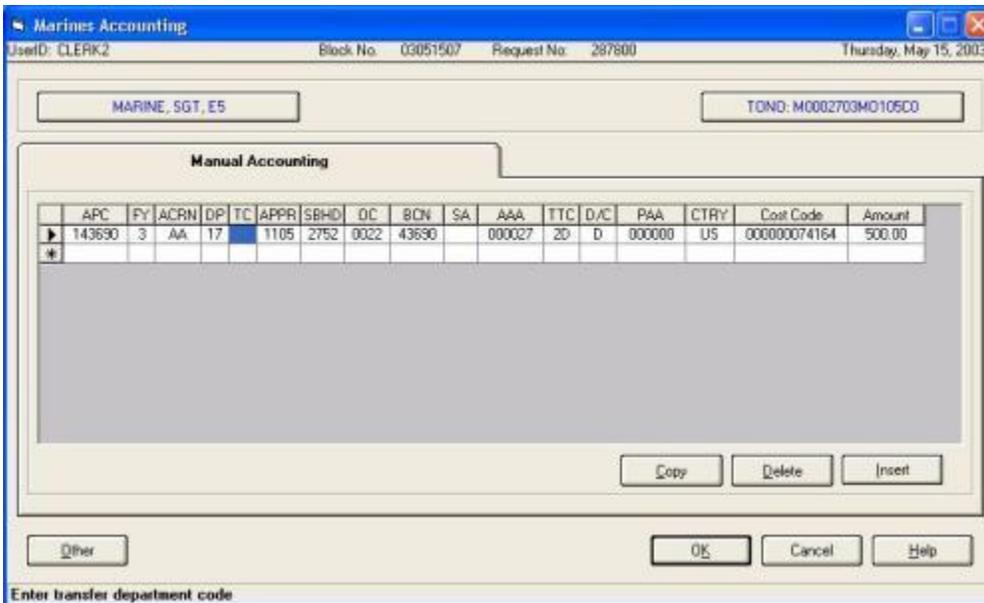 Marines Accounting
UserID: CLERK2 Block No. 03051507 Request No: 287800 Thursday, May 15, 2003
MARINE, SGT, E5 TONO: M0002703MO105C0
Manual Accounting
APC FY ACRN DP TC APPR SBHD OC BCN SA AAA TTC D/C PAA CTRY Cost Code Amount
143690 3 AA 17 1105 2752 0022 43690 000027 2D D 000000 US 000000074164 500.00
Copy Delete Insert
Other OK Cancel Help
Enter transfer department code